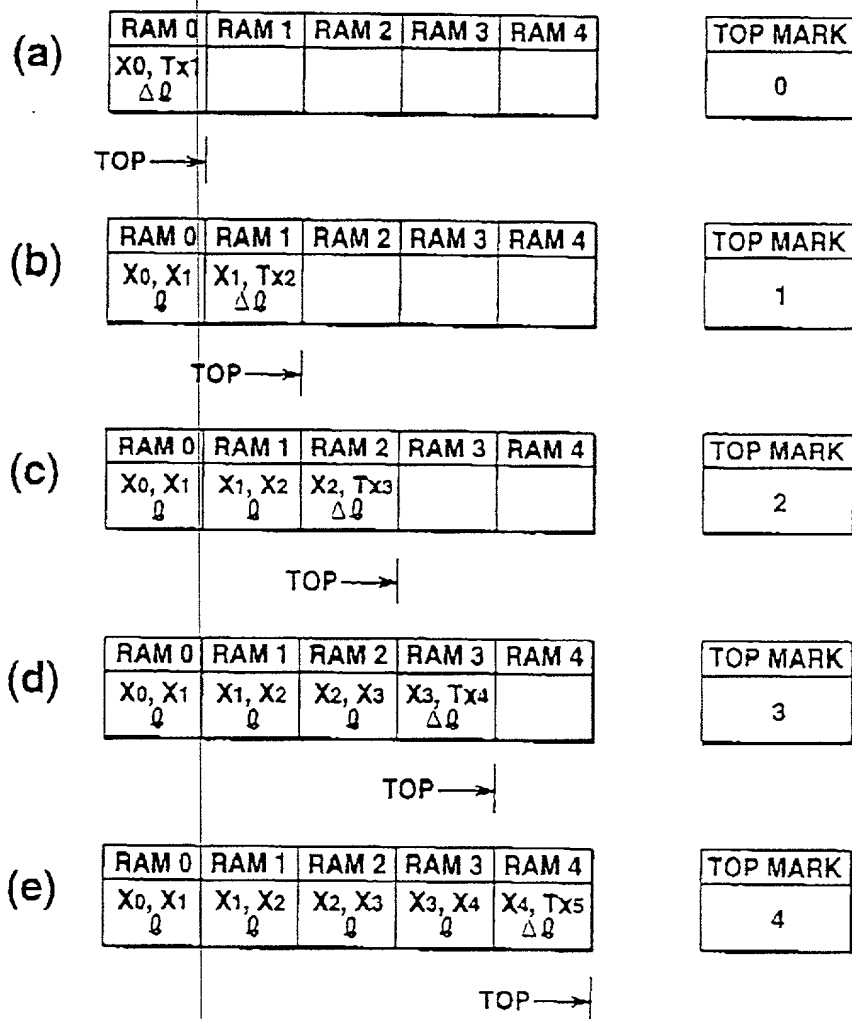 (a)
RAM 0 RAM 1 RAM 2 RAM 3 RAM 4 TOP MARK
X0, Tx1 0
Δℓ
TOP
(b)
RAM 0 RAM 1 RAM 2 RAM 3 RAM 4 TOP MARK
X0, X1 X1, Tx2 1
ℓ Δℓ
TOP
(c)
RAM 0 RAM 1 RAM 2 RAM 3 RAM 4 TOP MARK
X0, X1 X1, X2 X2, Tx3 2
ℓ ℓ Δℓ
TOP
(d)
RAM 0 RAM 1 RAM 2 RAM 3 RAM 4 TOP MARK
X0, X1 X1, X2 X2, X3 X3, Tx4 3
ℓ ℓ ℓ Δℓ
TOP
(e)
RAM 0 RAM 1 RAM 2 RAM 3 RAM 4 TOP MARK
X0, X1 X1, X2 X2, X3 X3, X4 X4, Tx5 4
ℓ ℓ ℓ ℓ Δℓ
TOP